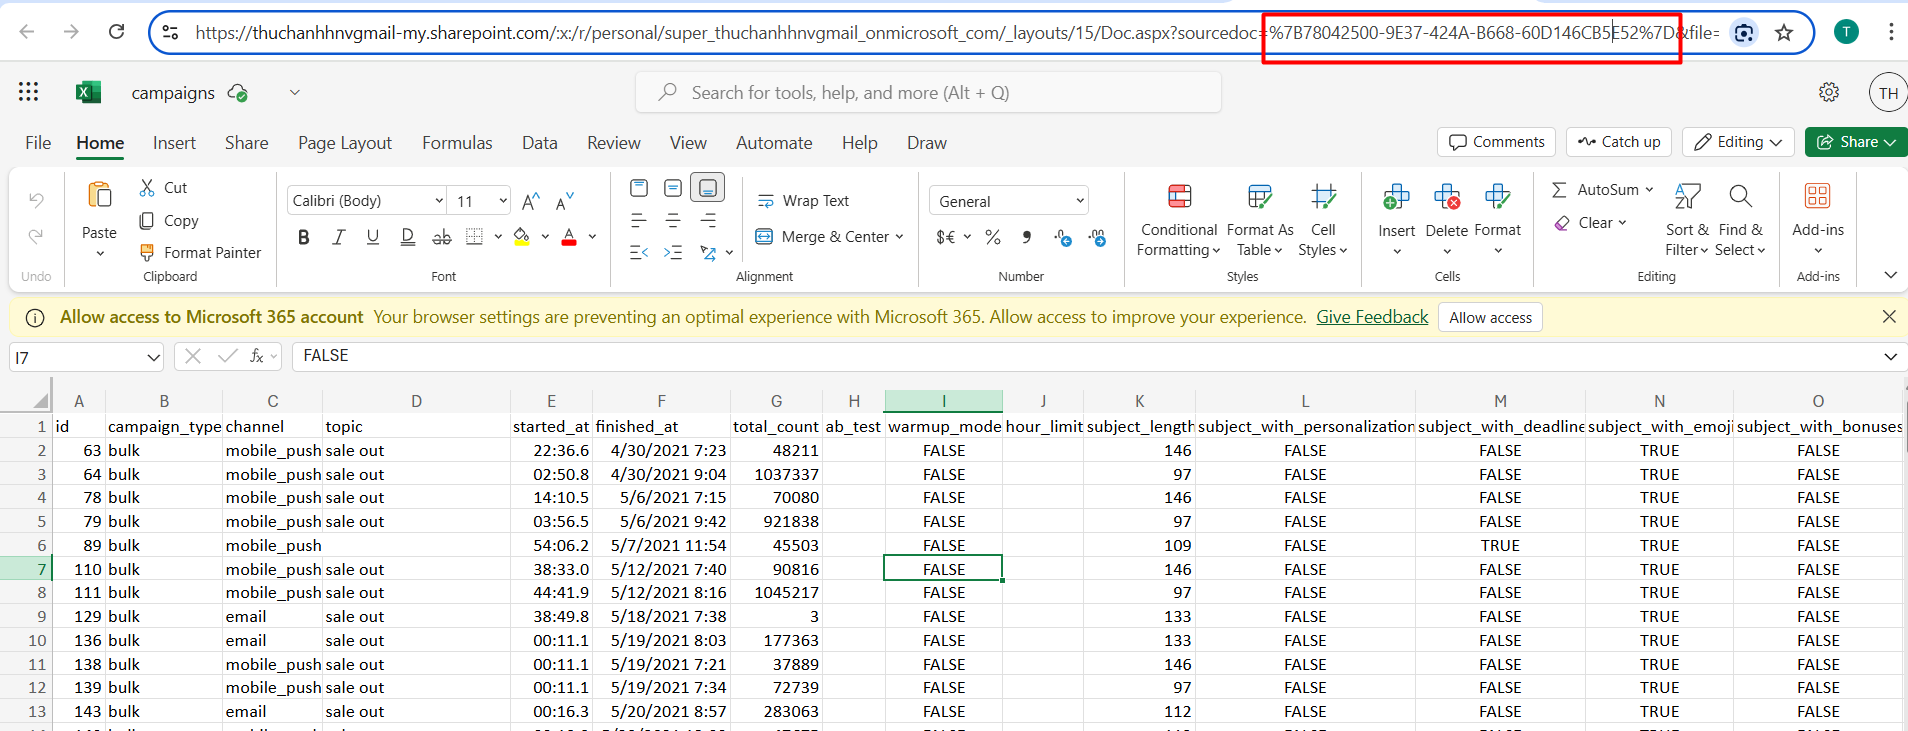 https://thuchanhhnvgmail-my.sharepoint.com/:x:/r/personal/super_thuchanhhnvgmail_onmicrosoft_com/_layouts/15/Doc.aspx?sourcedoc=%7B78042500-9E37-424A-B668-60D146CB5E52%7D&file= T
campaigns Search for tools, help, and more (Alt + Q) TH
File Home Insert Share Page Layout Formulas Data Review View Automate Help Draw Comments Catch up Editing Share
Paste Cut Calibri (Body) 11 A A Wrap Text General Conditional Formatting Format As Table Cell Styles Insert Delete Format AutoSum Sort & Filter Find & Select Add-ins
Copy B I U D ab A Merge & Center $€ % 9 Clear
Format Painter
Undo Clipboard Font Alignment Number Styles Cells Editing Add-ins
Allow access to Microsoft 365 account Your browser settings are preventing an optimal experience with Microsoft 365. Allow access to improve your experience. Give Feedback Allow access
I7 fx FALSE
A B C D E F G H I J K L M N O
1 id campaign_type channel topic started_at finished_at total_count ab_test warmup_mode hour_limit subject_length subject_with_personalization subject_with_deadline subject_with_emoji subject_with_bonuses
2 63 bulk mobile_push sale out 22:36.6 4/30/2021 7:23 48211 FALSE 146 FALSE FALSE TRUE FALSE
3 64 bulk mobile_push sale out 02:50.8 4/30/2021 9:04 1037337 FALSE 97 FALSE FALSE TRUE FALSE
4 78 bulk mobile_push sale out 14:10.5 5/6/2021 7:15 70080 FALSE 146 FALSE FALSE TRUE FALSE
5 79 bulk mobile_push sale out 03:56.5 5/6/2021 9:42 921838 FALSE 97 FALSE FALSE TRUE FALSE
6 89 bulk mobile_push 54:06.2 5/7/2021 11:54 45503 FALSE 109 FALSE TRUE TRUE FALSE
7 110 bulk mobile_push sale out 38:33.0 5/12/2021 7:40 90816 FALSE 146 FALSE FALSE TRUE FALSE
8 111 bulk mobile_push sale out 44:41.9 5/12/2021 8:16 1045217 FALSE 97 FALSE FALSE TRUE FALSE
9 129 bulk email sale out 38:49.8 5/18/2021 7:38 3 FALSE 133 FALSE FALSE TRUE FALSE
10 136 bulk email sale out 00:11.1 5/19/2021 8:03 177363 FALSE 133 FALSE FALSE TRUE FALSE
11 138 bulk mobile_push sale out 00:11.1 5/19/2021 7:21 37889 FALSE 146 FALSE FALSE TRUE FALSE
12 139 bulk mobile_push sale out 00:11.1 5/19/2021 7:34 72739 FALSE 97 FALSE FALSE TRUE FALSE
13 143 bulk email sale out 00:16.3 5/20/2021 8:57 283063 FALSE 112 FALSE FALSE TRUE FALSE